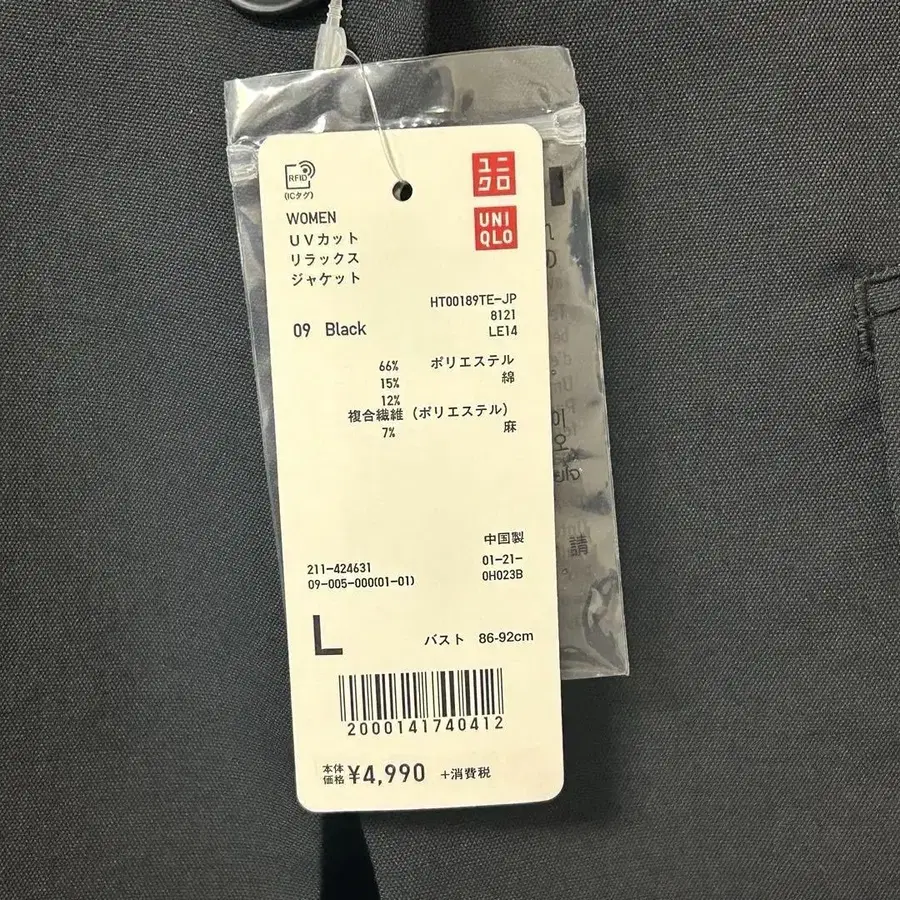 RFID
(ICタグ)
ユニ
クロ
UNI
QLO
WOMEN
UVカット
リラックス
ジャケット
HT00189TE-JP
8121
LE14
09 Black
66% ポリエステル
15% 綿
12%
複合繊維（ポリエステル）
7% 麻
中国製
211-424631
09-005-000(01-01)
01-21-
0H023B
L
バスト 86-92cm
2000141740412
本体
価格 ¥4,990 +消費税
請